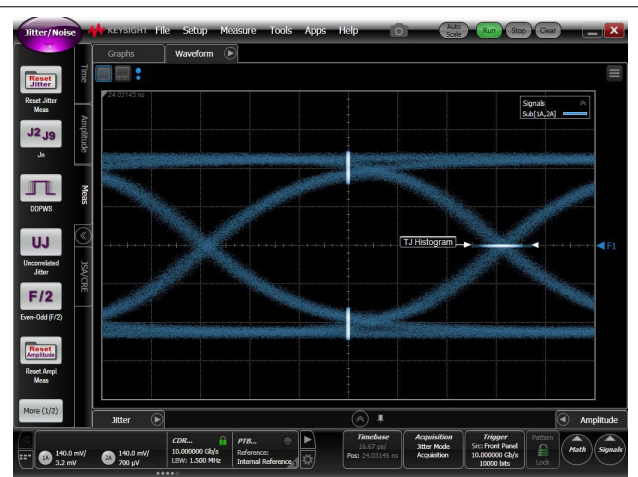 Jitter/Noise
KEYSIGHT File Setup Measure Tools Apps Help
Auto
Scale
Run Stop Clear
Graphs Waveform
Time
Amplitude
Meas
JSA/CRE
Reset
Jitter
Reset Jitter
Meas
J2 J9
Jn
DDPWS
UJ
Uncorrelated
Jitter
F/2
Even-Odd (F/2)
Reset
Amplitude
Reset Ampl
Meas
More (1/2)
24.03145 ns
Signals
Sub[1A,2A]
TJ Histogram
F1
Jitter
Amplitude
1A 140.0 mV/
3.2 mV
2A 140.0 mV/
700 µV
CDR...
10.000000 Gb/s
LBW: 1.500 MHz
PTB...
Reference:
Internal Reference
Timebase
16.67 ps/
Pos: 24.03145 ns
Acquisition
Jitter Mode
Acquisition
Trigger
Src: Front Panel
10.000000 Gb/s
10000 bits
Pattern
Lock
Math
Signals